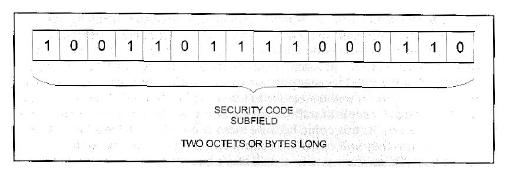 1 0 0 1 1 0 1 1 1 1 0 0 0 1 1 0
SECURITY CODE
SUBFIELD
TWO OCTETS OR BYTES LONG